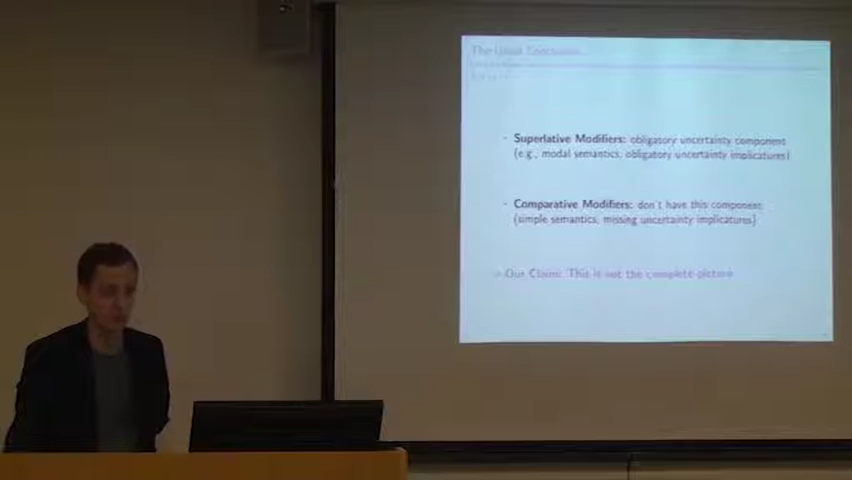 The Usual Conclusion
· Superlative Modifiers: obligatory uncertainty component
(e.g., modal semantics, obligatory uncertainty implicatures)
· Comparative Modifiers: don't have this component
(simple semantics, missing uncertainty implicatures)
Our Claim: This is not the complete picture